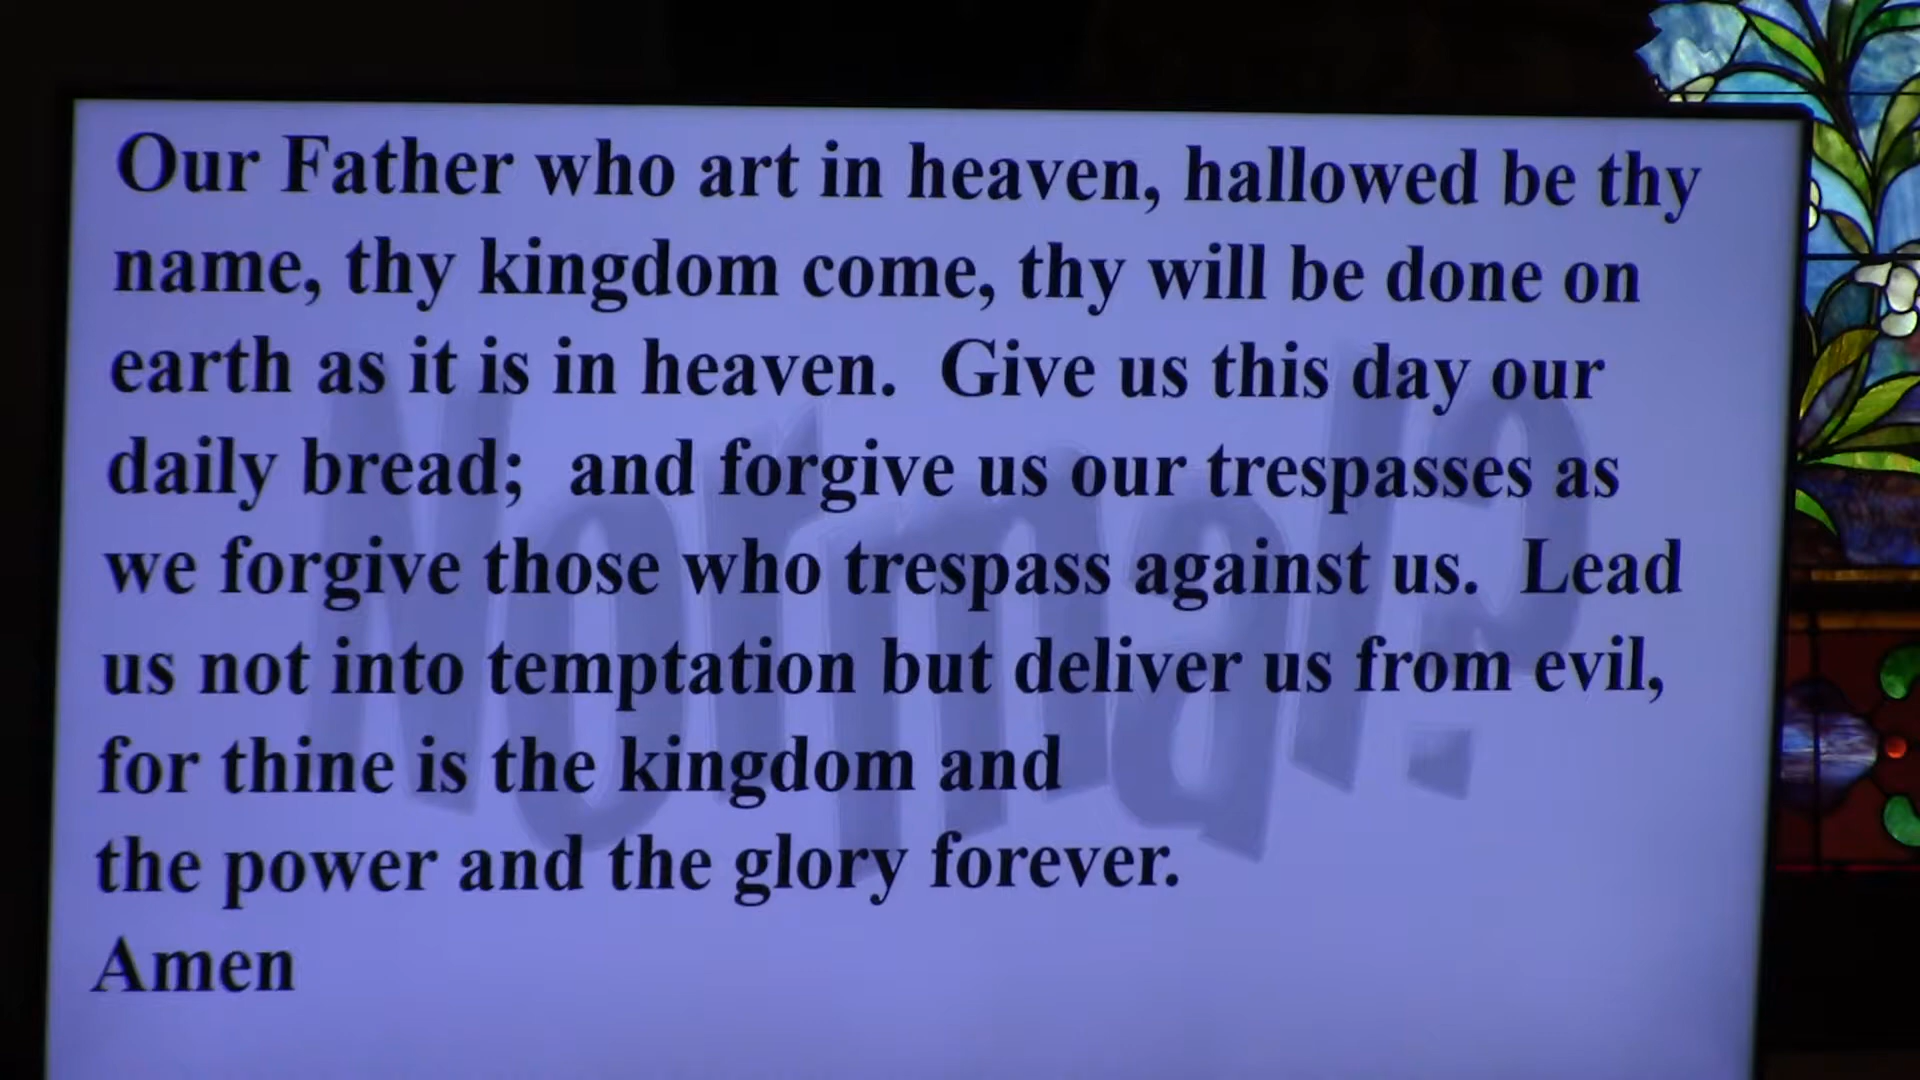 Our Father who art in heaven, hallowed be thy
name, thy kingdom come, thy will be done on
earth as it is in heaven.  Give us this day our
daily bread;  and forgive us our trespasses as
we forgive those who trespass against us.  Lead
us not into temptation but deliver us from evil,
for thine is the kingdom and
the power and the glory forever.
Amen
Normal?